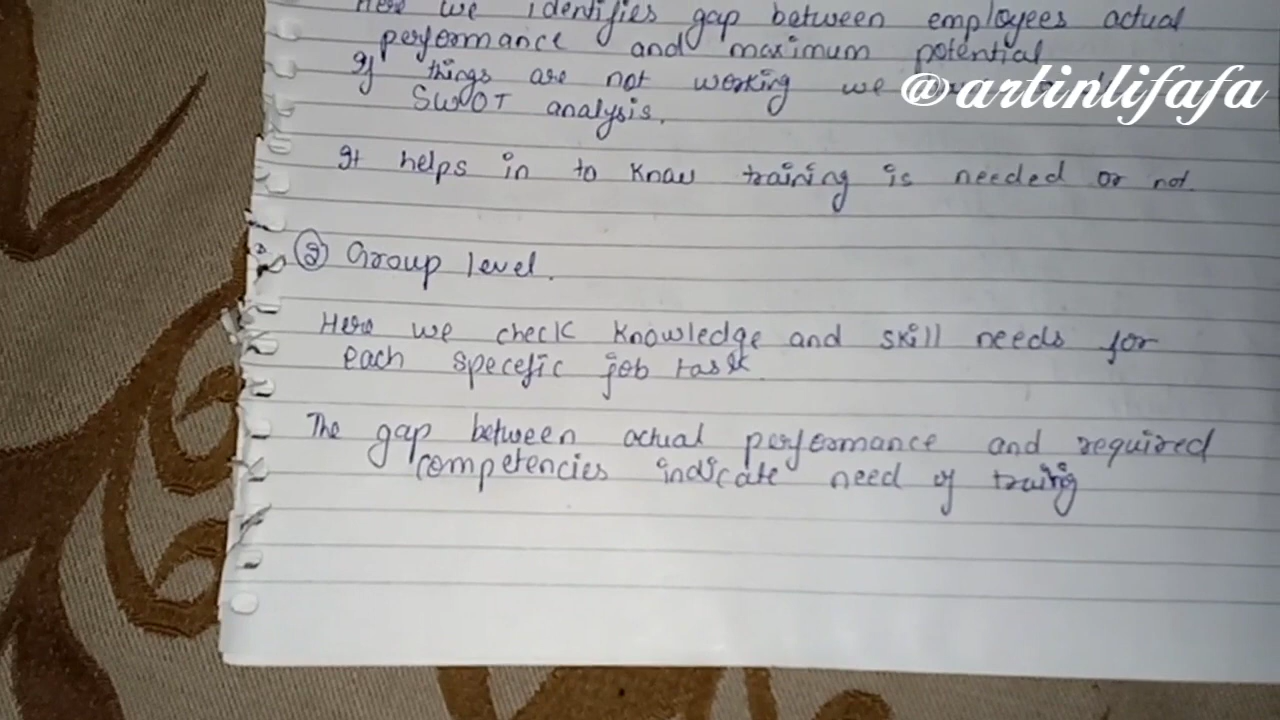 Here we identifies gap between employees actual
performance and maximum potential
If things are not working we
@artinlifafa
SWOT analysis.
It helps in to know training is needed or not.
② Group level.
Here we check knowledge and skill needs for
each specefic job task.
The gap between actual performance and required
competencies indicate need of traing